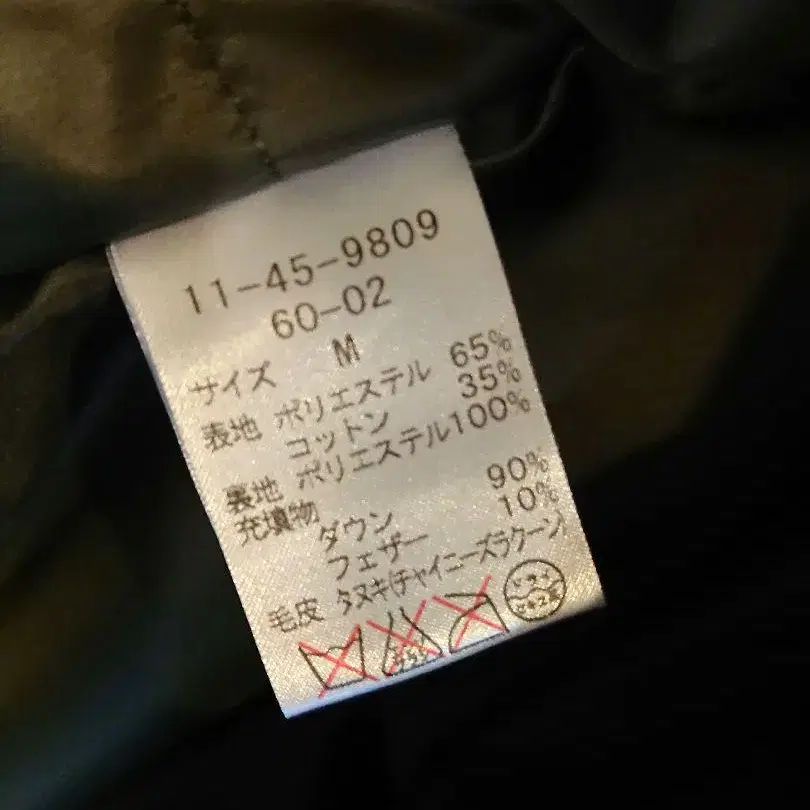 11-45-9809
60-02
サイズ M
表地 ポリエステル 65%
コットン 35%
裏地 ポリエステル100%
充填物
ダウン 90%
フェザー 10%
毛皮 タヌキ(チャイニーズラクーン)